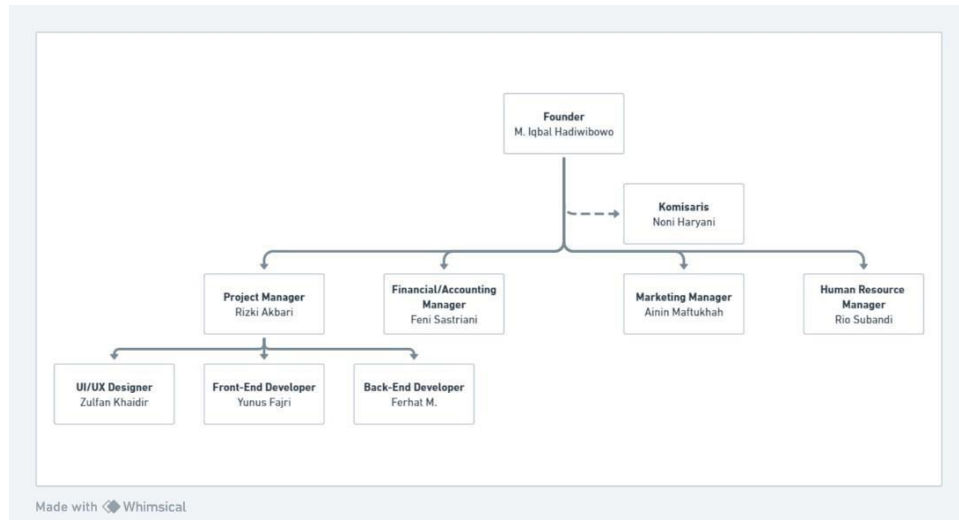 Founder
M. Iqbal Hadiwibowo
Komisaris
Noni Haryani
Project Manager
Rizki Akbari
Financial/Accounting
Manager
Feni Sastriani
Marketing Manager
Ainin Maftukhah
Human Resource
Manager
Rio Subandi
UI/UX Designer
Zulfan Khaidir
Front-End Developer
Yunus Fajri
Back-End Developer
Ferhat M.
Made with Whimsical